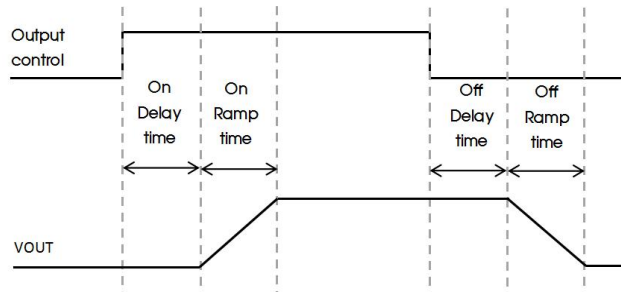 Output
control
On
Delay
time
On
Ramp
time
Off
Delay
time
Off
Ramp
time
VOUT